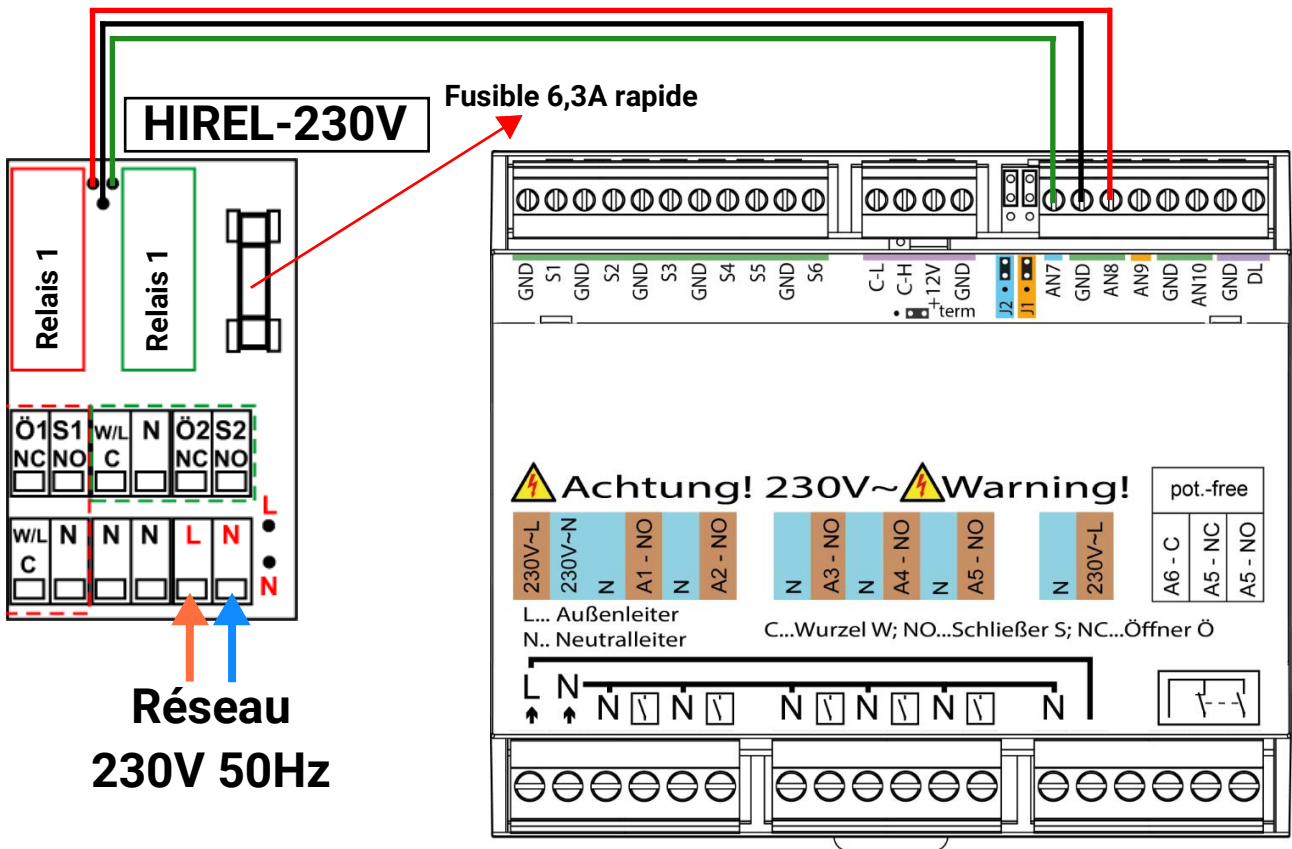 Fusible 6,3A rapide
HIREL-230V
Relais 1
Relais 1
GND S1 GND S2 GND S3 GND S4 S5 GND S6
C-L C-H +12V GND
term
J2 J1
AN7 GND AN8 AN9 GND AN10 GND DL
Ö1 S1 W/L N Ö2 S2
NC NO C NC NO
L
W/L N N N L N
C
N
Achtung! 230V~ Warning!
pot.-free
230V~L 230V~N N A1 - NO N A2 - NO
N A3 - NO N A4 - NO N A5 - NO
N 230V~L
A6 - C A5 - NC A5 - NO
L... Außenleiter
N.. Neutralleiter
C...Wurzel W; NO...Schließer S; NC...Öffner Ö
L N N N N N N N
Réseau
230V 50Hz